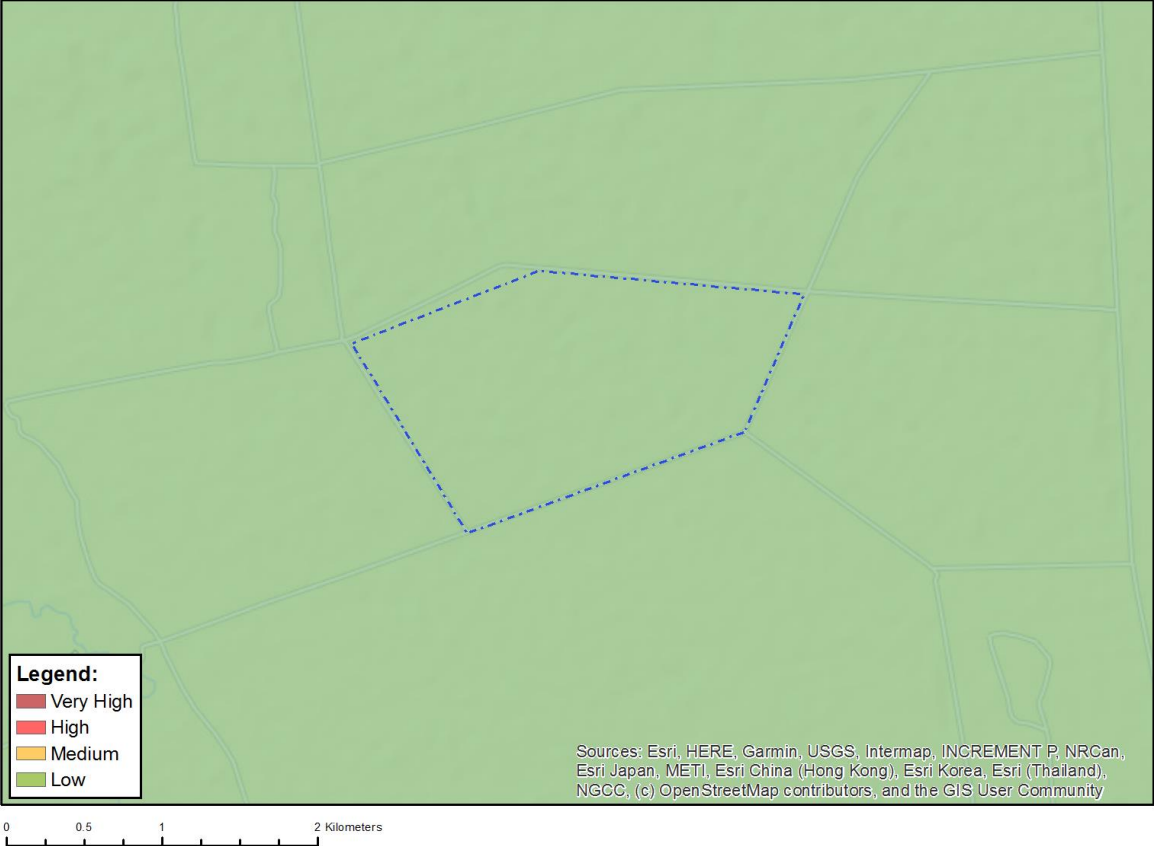 Legend:
Very High
High
Medium
Low
Sources: Esri, HERE, Garmin, USGS, Intermap, INCREMENT P, NRCan,
Esri Japan, METI, Esri China (Hong Kong), Esri Korea, Esri (Thailand),
NGCC, (c) OpenStreetMap contributors, and the GIS User Community
0 0.5 1 2 Kilometers